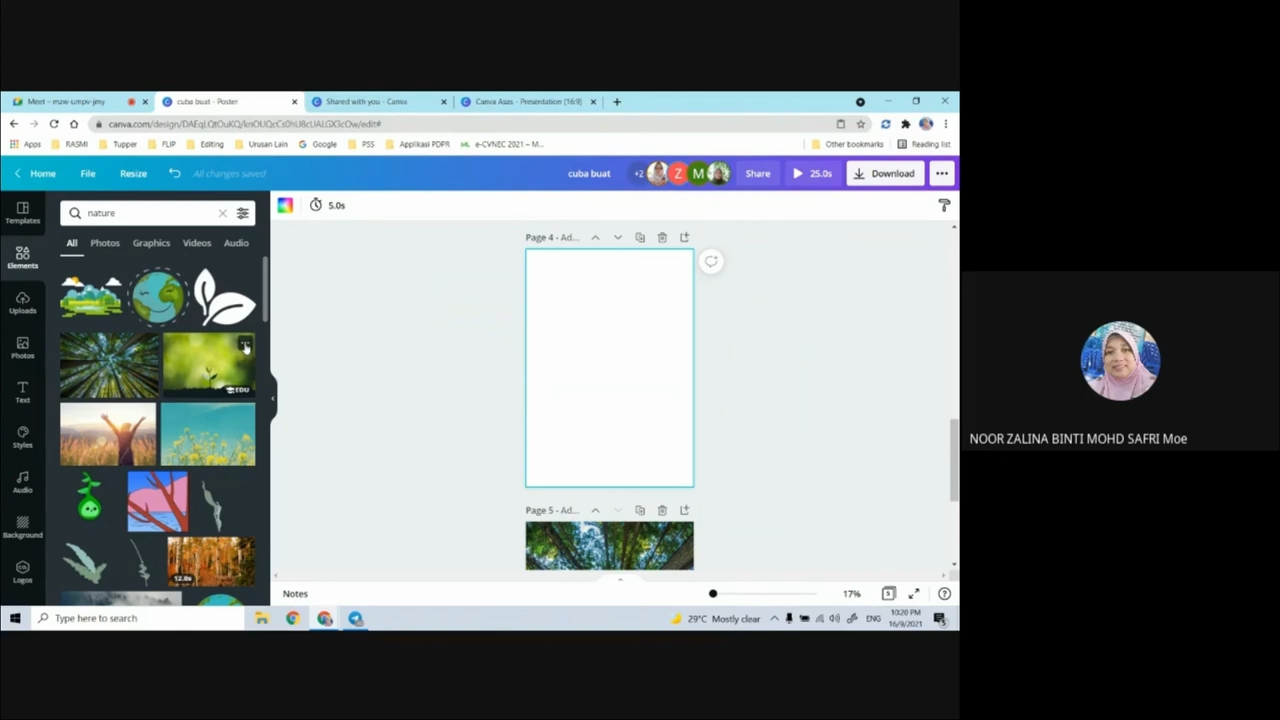 Meet – mzw-umpv-jmy
cuba buat - Poster
Shared with you - Canva
Canva Asas - Presentation (16:9)
Apps
RASMI
Tupper
FLIP
Editing
Urusan Lain
Google
PSS
Applikasi PDPR
e-CVNEC 2021 – M...
Other bookmarks
Reading list
Home
File
Resize
All changes saved
cuba buat
+2
Z
M
Share
25.0s
Download
Templates
Elements
Uploads
Photos
Text
Styles
Audio
Background
Logos
nature
All
Photos
Graphics
Videos
Audio
EDU
12.0s
5.0s
Page 4 - Ad...
Page 5 - Ad...
Notes
17%
5
Type here to search
29°C Mostly clear
ENG
10:20 PM
16/9/2021
NOOR ZALINA BINTI MOHD SAFRI Moe